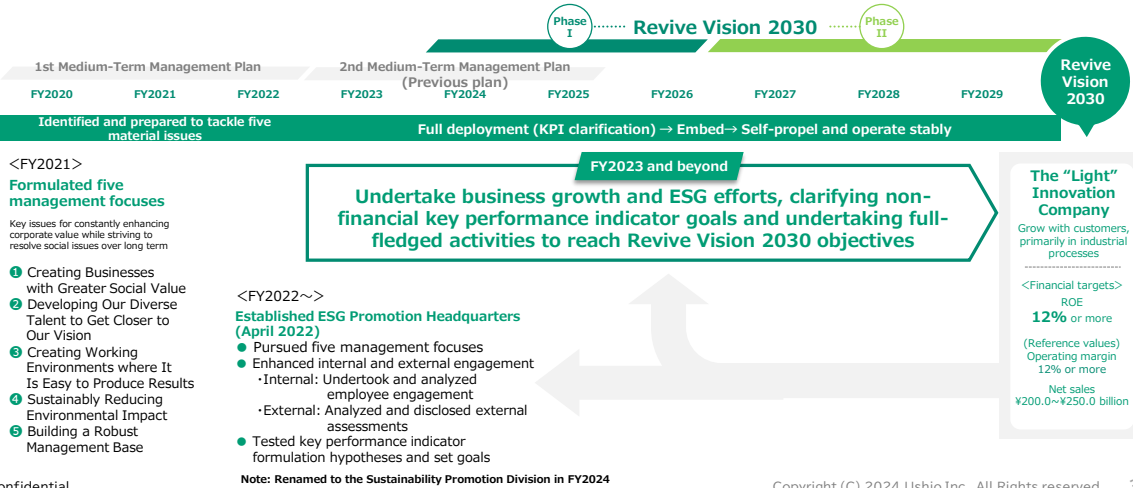 Phase
I
Revive Vision 2030
Phase
II
Revive
Vision
2030
1st Medium-Term Management Plan
2nd Medium-Term Management Plan
(Previous plan)
FY2020 FY2021 FY2022 FY2023 FY2024 FY2025 FY2026 FY2027 FY2028 FY2029
Identified and prepared to tackle five
material issues
Full deployment (KPI clarification) → Embed→ Self-propel and operate stably
<FY2021>
Formulated five
management focuses
Key issues for constantly enhancing
corporate value while striving to
resolve social issues over long term
❶ Creating Businesses
with Greater Social Value
❷ Developing Our Diverse
Talent to Get Closer to
Our Vision
❸ Creating Working
Environments where It
Is Easy to Produce Results
❹ Sustainably Reducing
Environmental Impact
❺ Building a Robust
Management Base
FY2023 and beyond
Undertake business growth and ESG efforts, clarifying non-
financial key performance indicator goals and undertaking full-
fledged activities to reach Revive Vision 2030 objectives
<FY2022～>
Established ESG Promotion Headquarters
(April 2022)
● Pursued five management focuses
● Enhanced internal and external engagement
・Internal: Undertook and analyzed
employee engagement
・External: Analyzed and disclosed external
assessments
● Tested key performance indicator
formulation hypotheses and set goals
Note: Renamed to the Sustainability Promotion Division in FY2024
The “Light”
Innovation
Company
Grow with customers,
primarily in industrial
processes
<Financial targets>
ROE
12% or more
(Reference values)
Operating margin
12% or more
Net sales
¥200.0~¥250.0 billion
Copyright (C) 2024 Ushio Inc., All Rights reserved